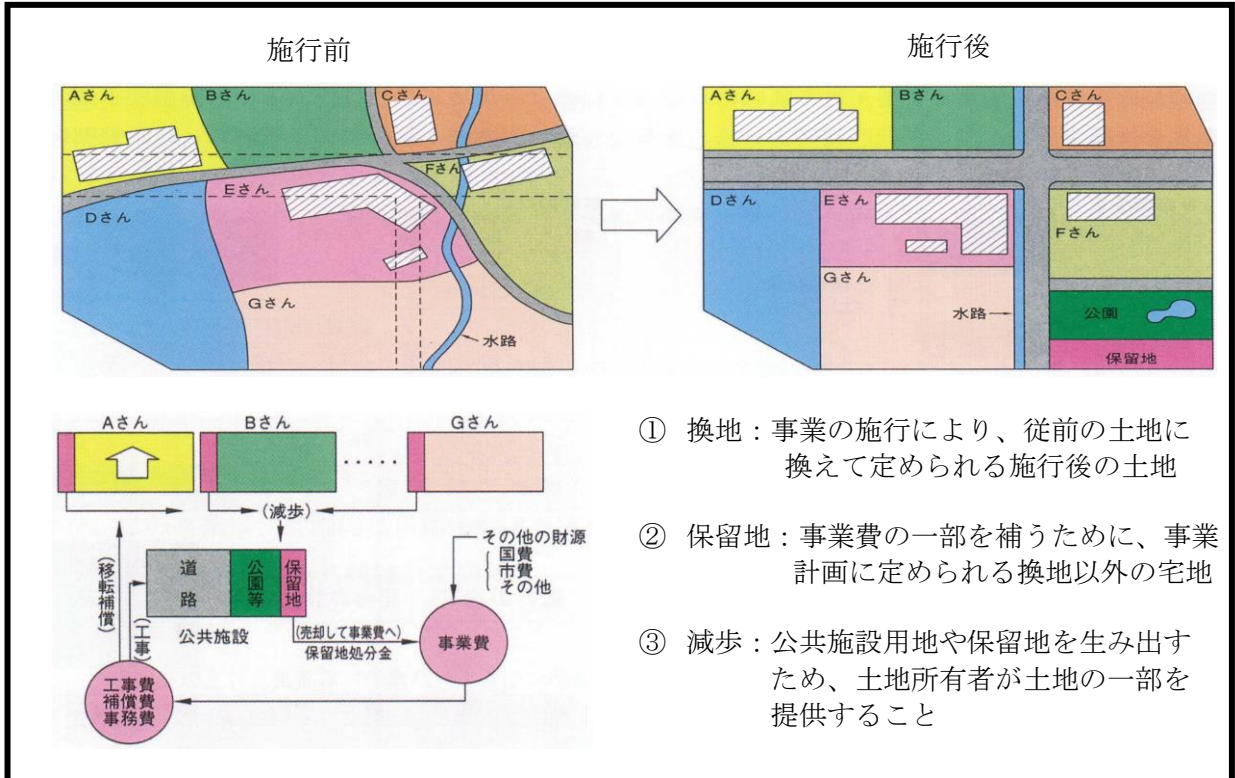 施行前
施行後
Aさん
Bさん
Cさん
Fさん
Eさん
Dさん
Gさん
水路
Aさん
Bさん
Cさん
Dさん
Eさん
Fさん
Gさん
水路
公園
保留地
Aさん
Bさん
Gさん
・・・・・
(減歩)
その他の財源
国費
市費
その他
(移転補償)
(工事)
道路
公園等
保留地
公共施設
(売却して事業費へ)
保留地処分金
事業費
工事費
補償費
事務費
① 換地：事業の施行により、従前の土地に
換えて定められる施行後の土地
② 保留地：事業費の一部を補うために、事業
計画に定められる換地以外の宅地
③ 減歩：公共施設用地や保留地を生み出す
ため、土地所有者が土地の一部を
提供すること